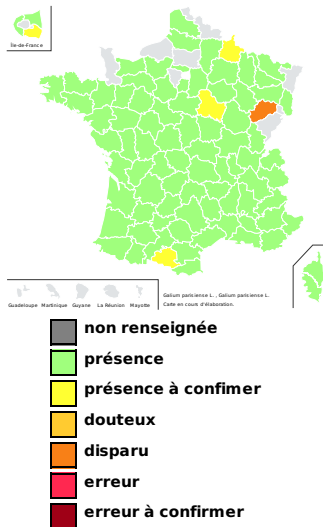 Île-de-France
Guadeloupe Martinique Guyane La Réunion Mayotte
Galium parisiense L. , Galium parisiense L.
Carte en cours d'élaboration.
non renseignée
présence
présence à confimer
douteux
disparu
erreur
erreur à confirmer